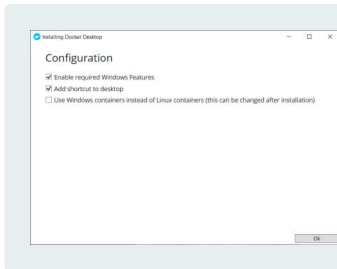 Installing Docker Desktop
Configuration
Enable required Windows Features
Add shortcut to desktop
Use Windows containers instead of Linux containers (this can be changed after installation)
Ok